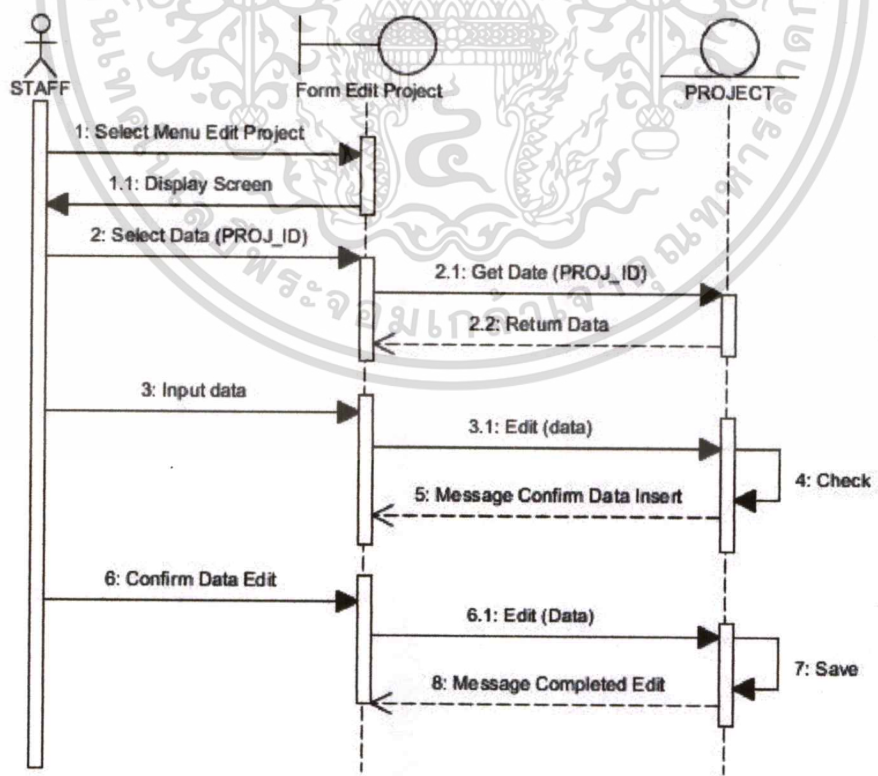 STAFF
Form Edit Project
PROJECT
1: Select Menu Edit Project
1.1: Display Screen
2: Select Data (PROJ_ID)
2.1: Get Date (PROJ_ID)
2.2: Return Data
3: Input data
3.1: Edit (data)
4: Check
5: Message Confirm Data Insert
6: Confirm Data Edit
6.1: Edit (Data)
7: Save
8: Message Completed Edit